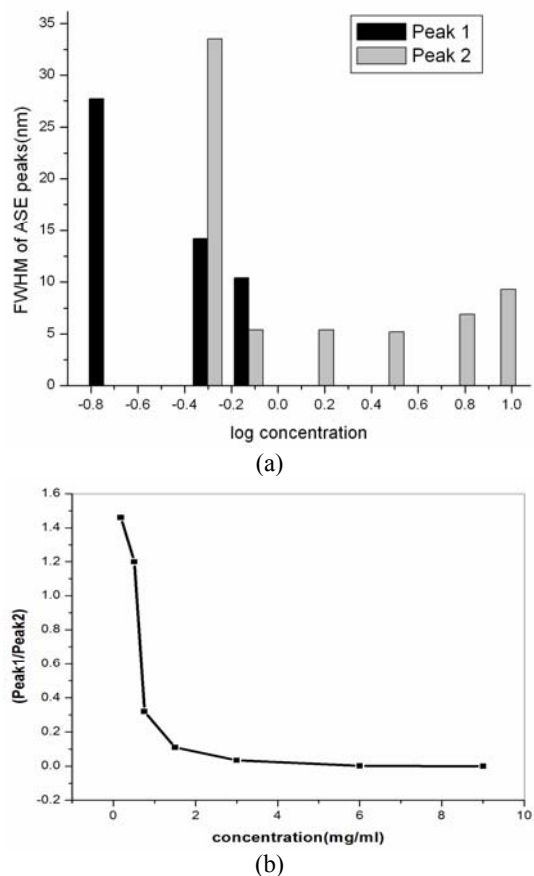 35
30
25
20
15
10
5
0
FWHM of ASE peaks(nm)
Peak 1
Peak 2
-0.8 -0.6 -0.4 -0.2 0.0 0.2 0.4 0.6 0.8 1.0
log concentration
(a)
1.6
1.4
1.2
1.0
0.8
0.6
0.4
0.2
0.0
-0.2
(Peak1/Peak2)
0 2 4 6 8 10
concentration(mg/ml)
(b)